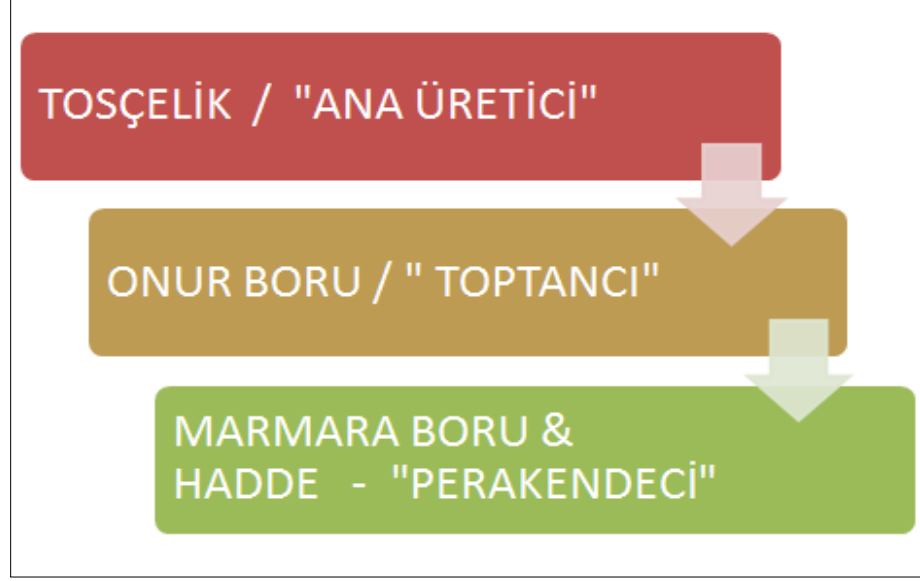 TOSÇELİK / "ANA ÜRETİCİ"
ONUR BORU / " TOPTANCI"
MARMARA BORU &
HADDE - "PERAKENDECİ"